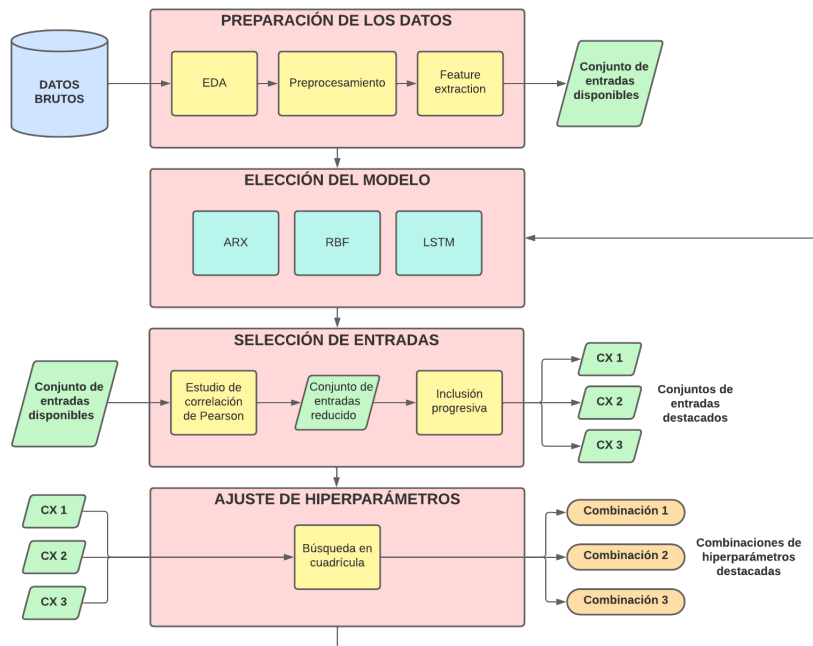 PREPARACIÓN DE LOS DATOS
DATOS
BRUTOS
EDA
Preprocesamiento
Feature
extraction
Conjunto de
entradas
disponibles
ELECCIÓN DEL MODELO
ARX
RBF
LSTM
SELECCIÓN DE ENTRADAS
Conjunto de
entradas
disponibles
Estudio de
correlación
de Pearson
Conjunto de
entradas
reducido
Inclusión
progresiva
CX 1
CX 2
CX 3
Conjuntos de
entrada
destacados
AJUSTE DE HIPERPARÁMETROS
CX 1
CX 2
CX 3
Búsqueda en
cuadrícula
Combinación 1
Combinación 2
Combinación 3
Combinaciones de
hiperparámetros
destacadas